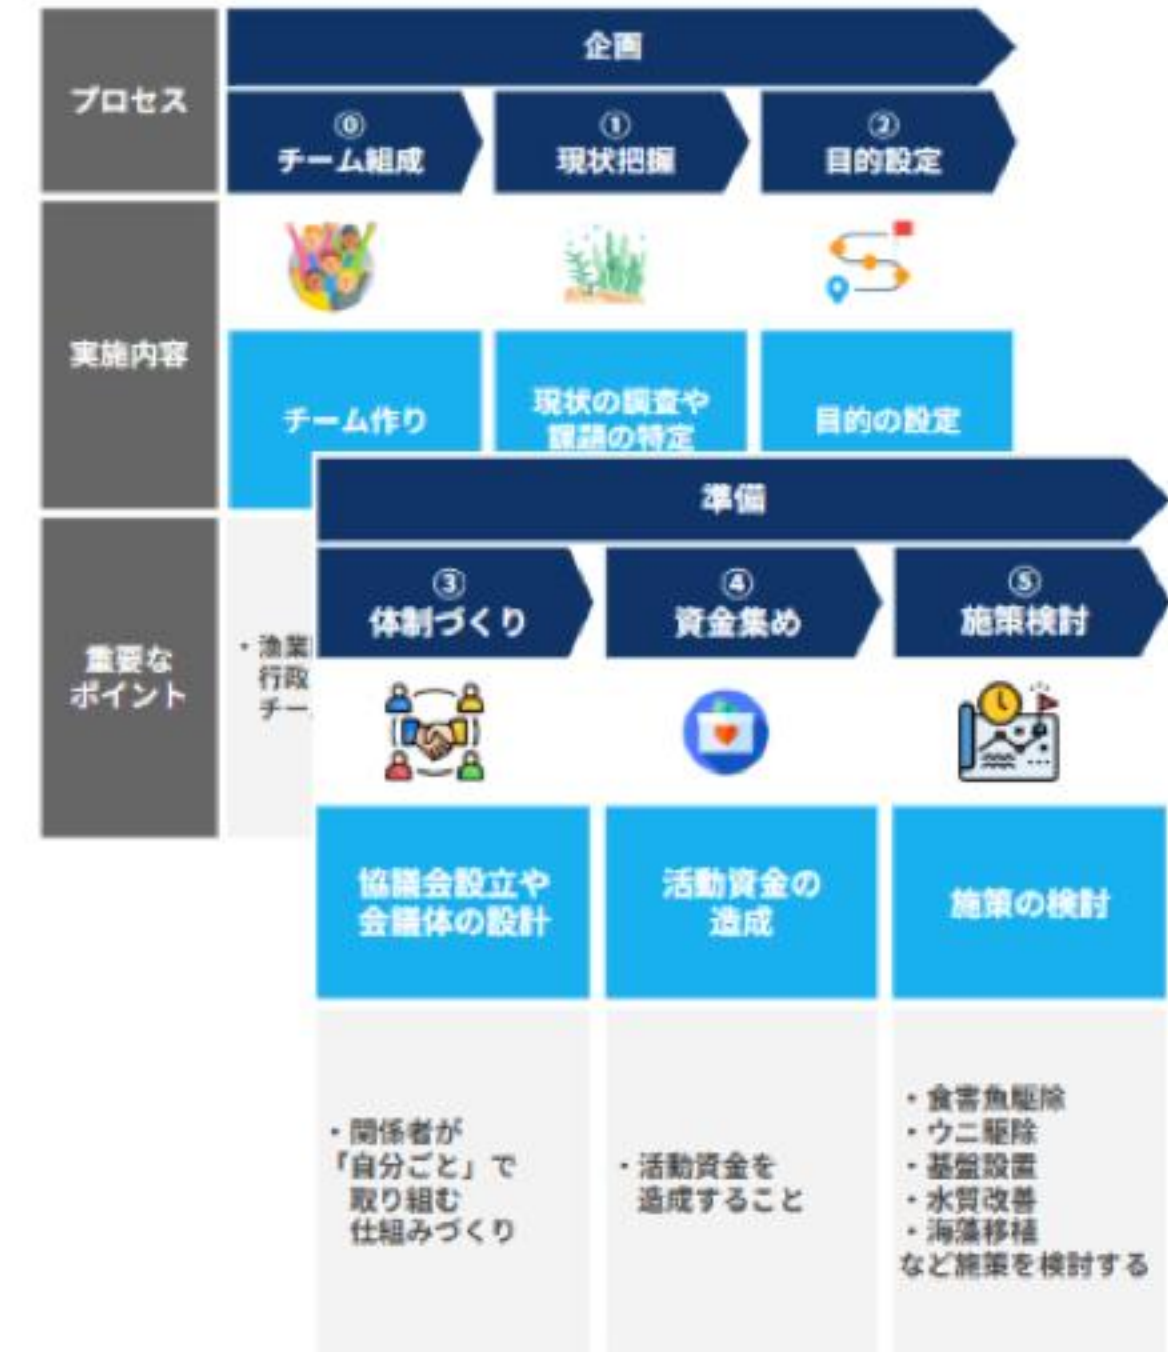 プロセス
企画
⓪
チーム組成
①
現状把握
②
目的設定
実施内容
チーム作り
現状の調査や
課題の特定
目的の設定
重要な
ポイント
・漁業
行政
チー
準備
③
体制づくり
④
資金集め
⑤
施策検討
協議会設立や
会議体の設計
活動資金の
造成
施策の検討
・関係者が
「自分ごと」で
取り組む
仕組みづくり
・活動資金を
造成すること
・食害魚駆除
・ウニ駆除
・基盤設置
・水質改善
・海藻移植
など施策を検討する